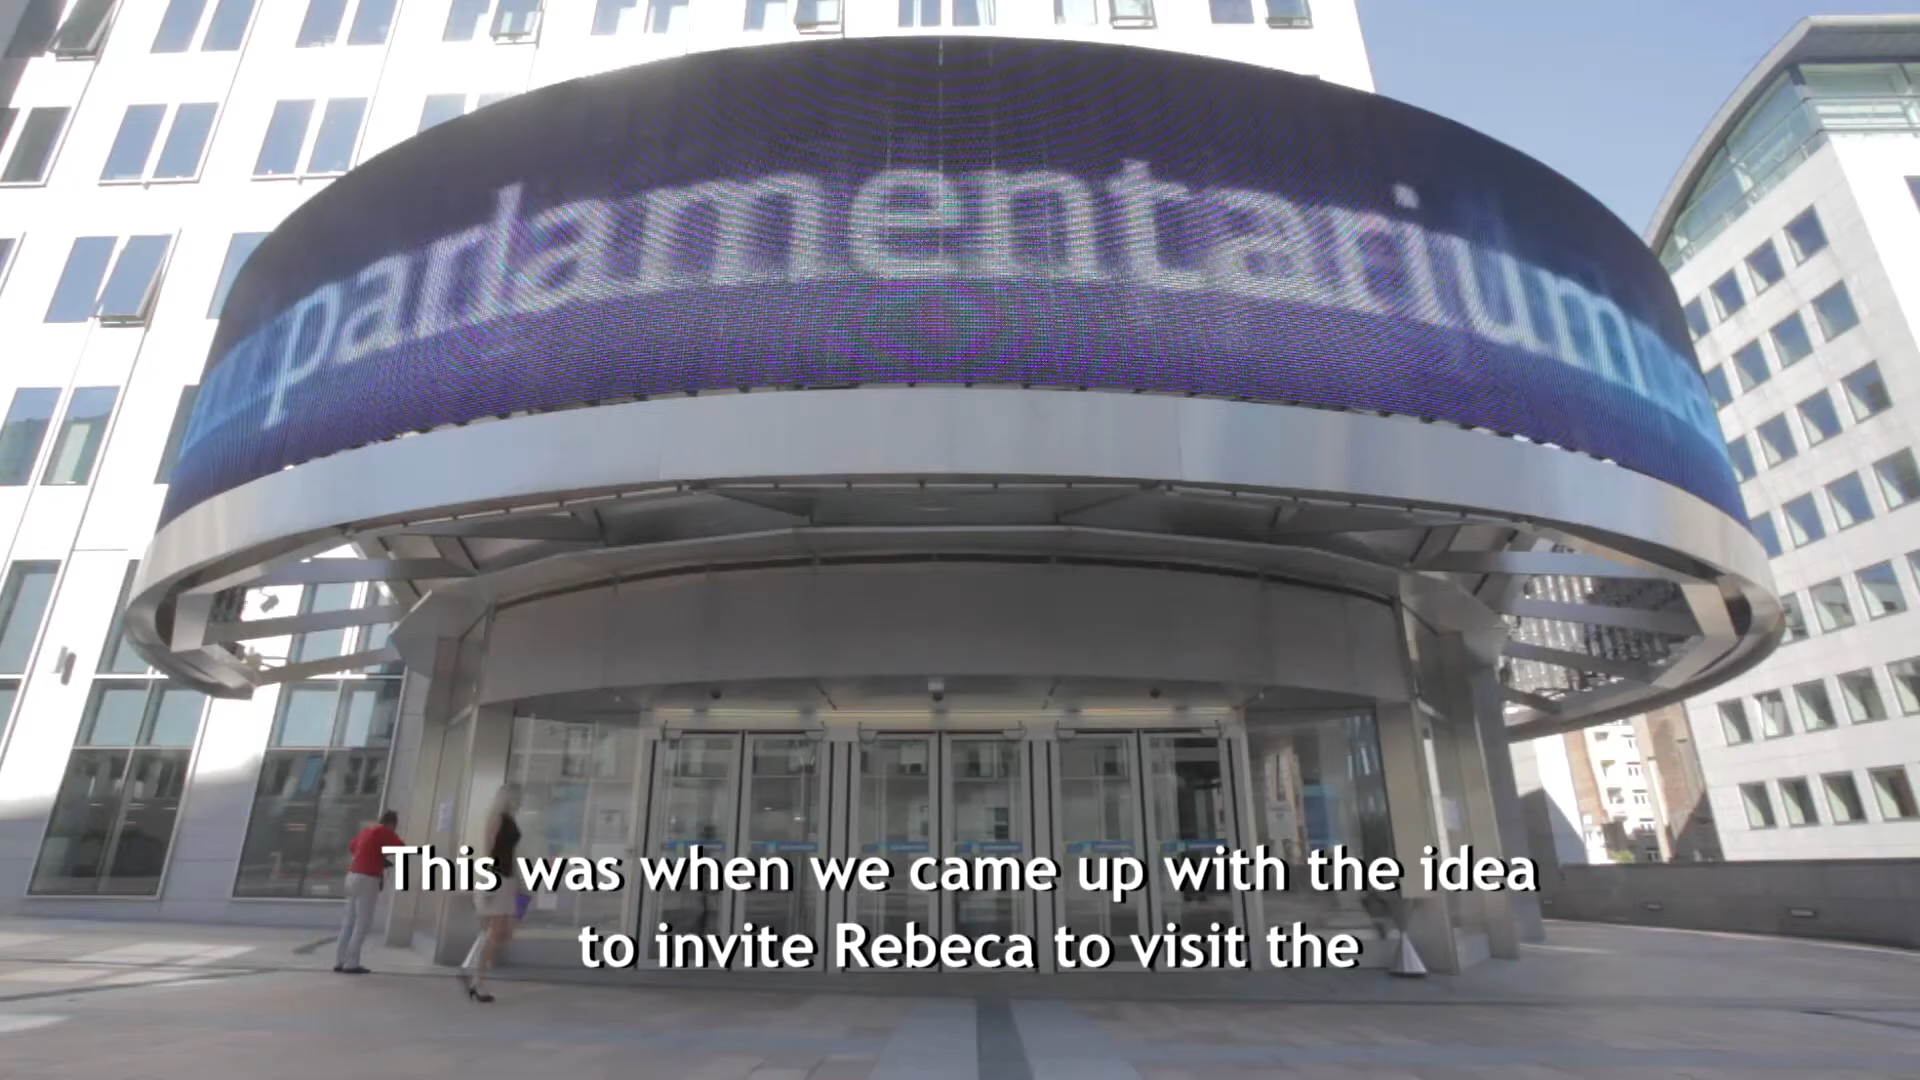 parlamentarium
This was when we came up with the idea
to invite Rebeca to visit the